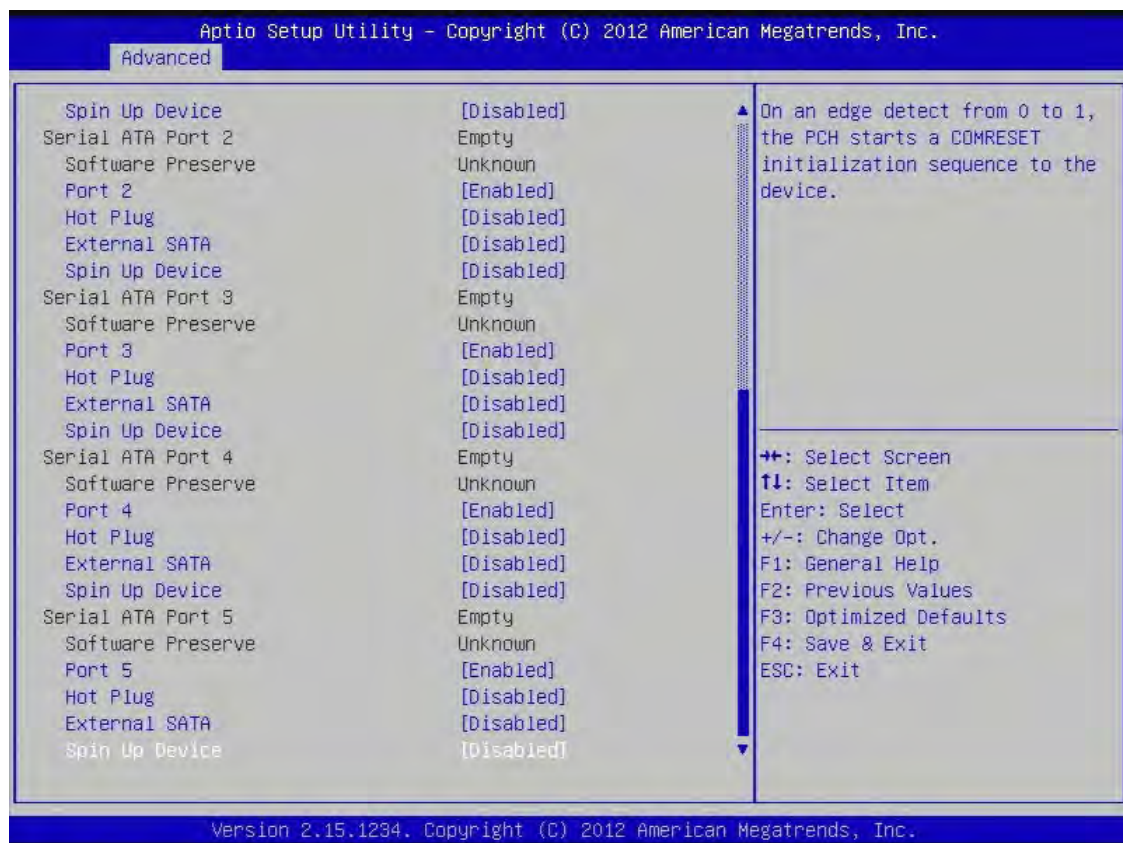 Aptio Setup Utility – Copyright (C) 2012 American Megatrends, Inc.
Advanced
Spin Up Device [Disabled]
Serial ATA Port 2 Empty
Software Preserve Unknown
Port 2 [Enabled]
Hot Plug [Disabled]
External SATA [Disabled]
Spin Up Device [Disabled]
Serial ATA Port 3 Empty
Software Preserve Unknown
Port 3 [Enabled]
Hot Plug [Disabled]
External SATA [Disabled]
Spin Up Device [Disabled]
Serial ATA Port 4 Empty
Software Preserve Unknown
Port 4 [Enabled]
Hot Plug [Disabled]
External SATA [Disabled]
Spin Up Device [Disabled]
Serial ATA Port 5 Empty
Software Preserve Unknown
Port 5 [Enabled]
Hot Plug [Disabled]
External SATA [Disabled]
Spin Up Device [Disabled]
On an edge detect from 0 to 1,
the PCH starts a COMRESET
initialization sequence to the
device.
→←: Select Screen
↑↓: Select Item
Enter: Select
+/-: Change Opt.
F1: General Help
F2: Previous Values
F3: Optimized Defaults
F4: Save & Exit
ESC: Exit
Version 2.15.1234. Copyright (C) 2012 American Megatrends, Inc.